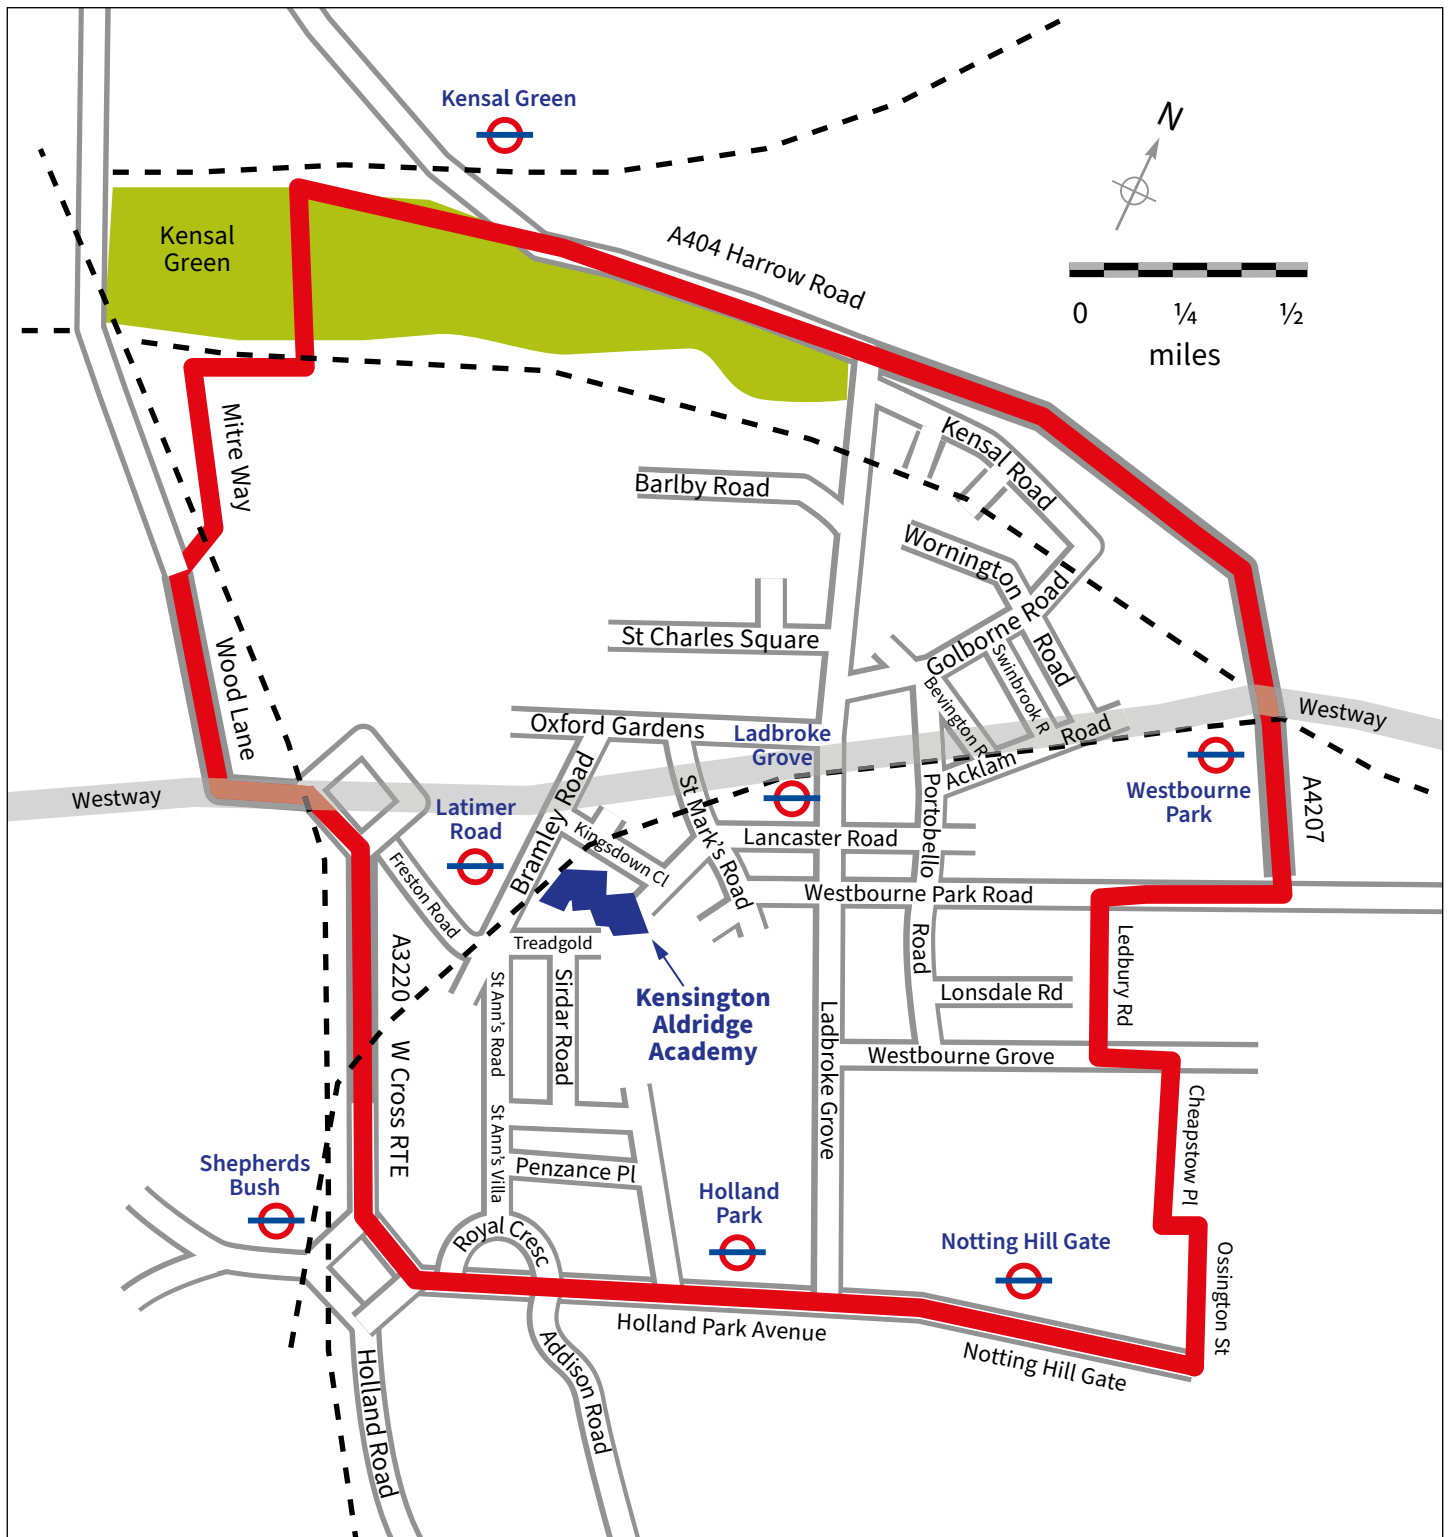 Kensal Green
N
A404 Harrow Road
Kensal
Green
0 ¼ ½
miles
Mitre Way
Kensal Road
Barlby Road
Wornington
Road
Golborne Road
St Charles Square
Swinbrook R
Bevington R
Wood Lane
Oxford Gardens
Ladbroke
Grove
Acklam
Road
Westway
Westway
Latimer
Road
Bramley Road
St Mark's Road
Kingsdown Cl
Lancaster Road
Portobello
Road
Westbourne
Park
A4207
Freston Road
Westbourne Park Road
Treadgold
A3220 W Cross RTE
St Ann's Road
Sirdar Road
Kensington
Aldridge
Academy
Ladbroke Grove
Lonsdale Rd
Ledbury Rd
Westbourne Grove
Cheapstow Pl
St Ann's Villa
Penzance Pl
Shepherds
Bush
Holland
Park
Royal Cresc
Notting Hill Gate
Ossington St
Holland Park Avenue
Notting Hill Gate
Holland Road
Addison Road